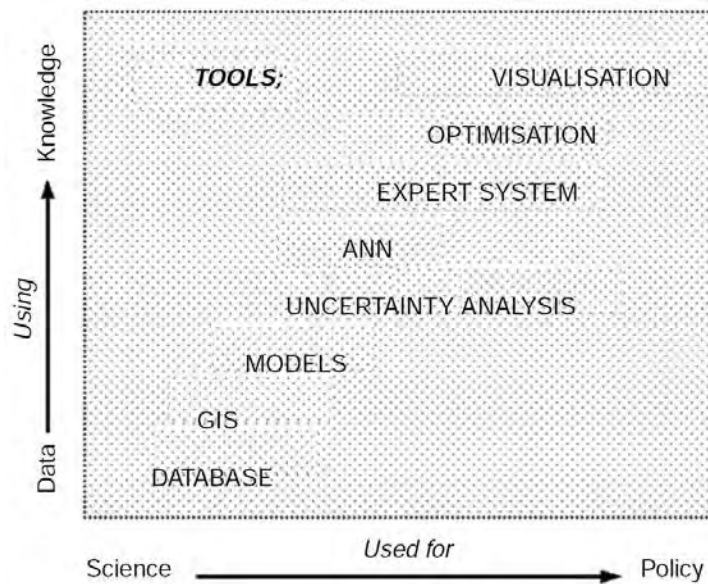 TOOLS;
VISUALISATION
OPTIMISATION
EXPERT SYSTEM
ANN
UNCERTAINTY ANALYSIS
MODELS
GIS
DATABASE
Knowledge
Using
Data
Used for
Science
Policy